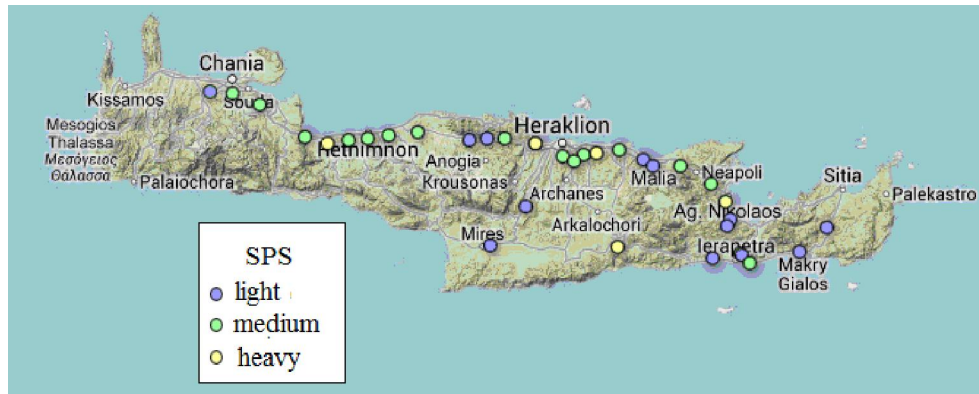 Chania
Kissamos
Souda
Mesogios
Thalassa
Μεσόγειος
Θάλασσα
Palaiochora
Rethimnon
Heraklion
Anogia
Krousonas
Archanes
Malia
Neapoli
Sitia
Palekastro
Ag. Nikolaos
Arkalochori
Mires
Ierapetra
Makry
Gialos
SPS
light
medium
heavy